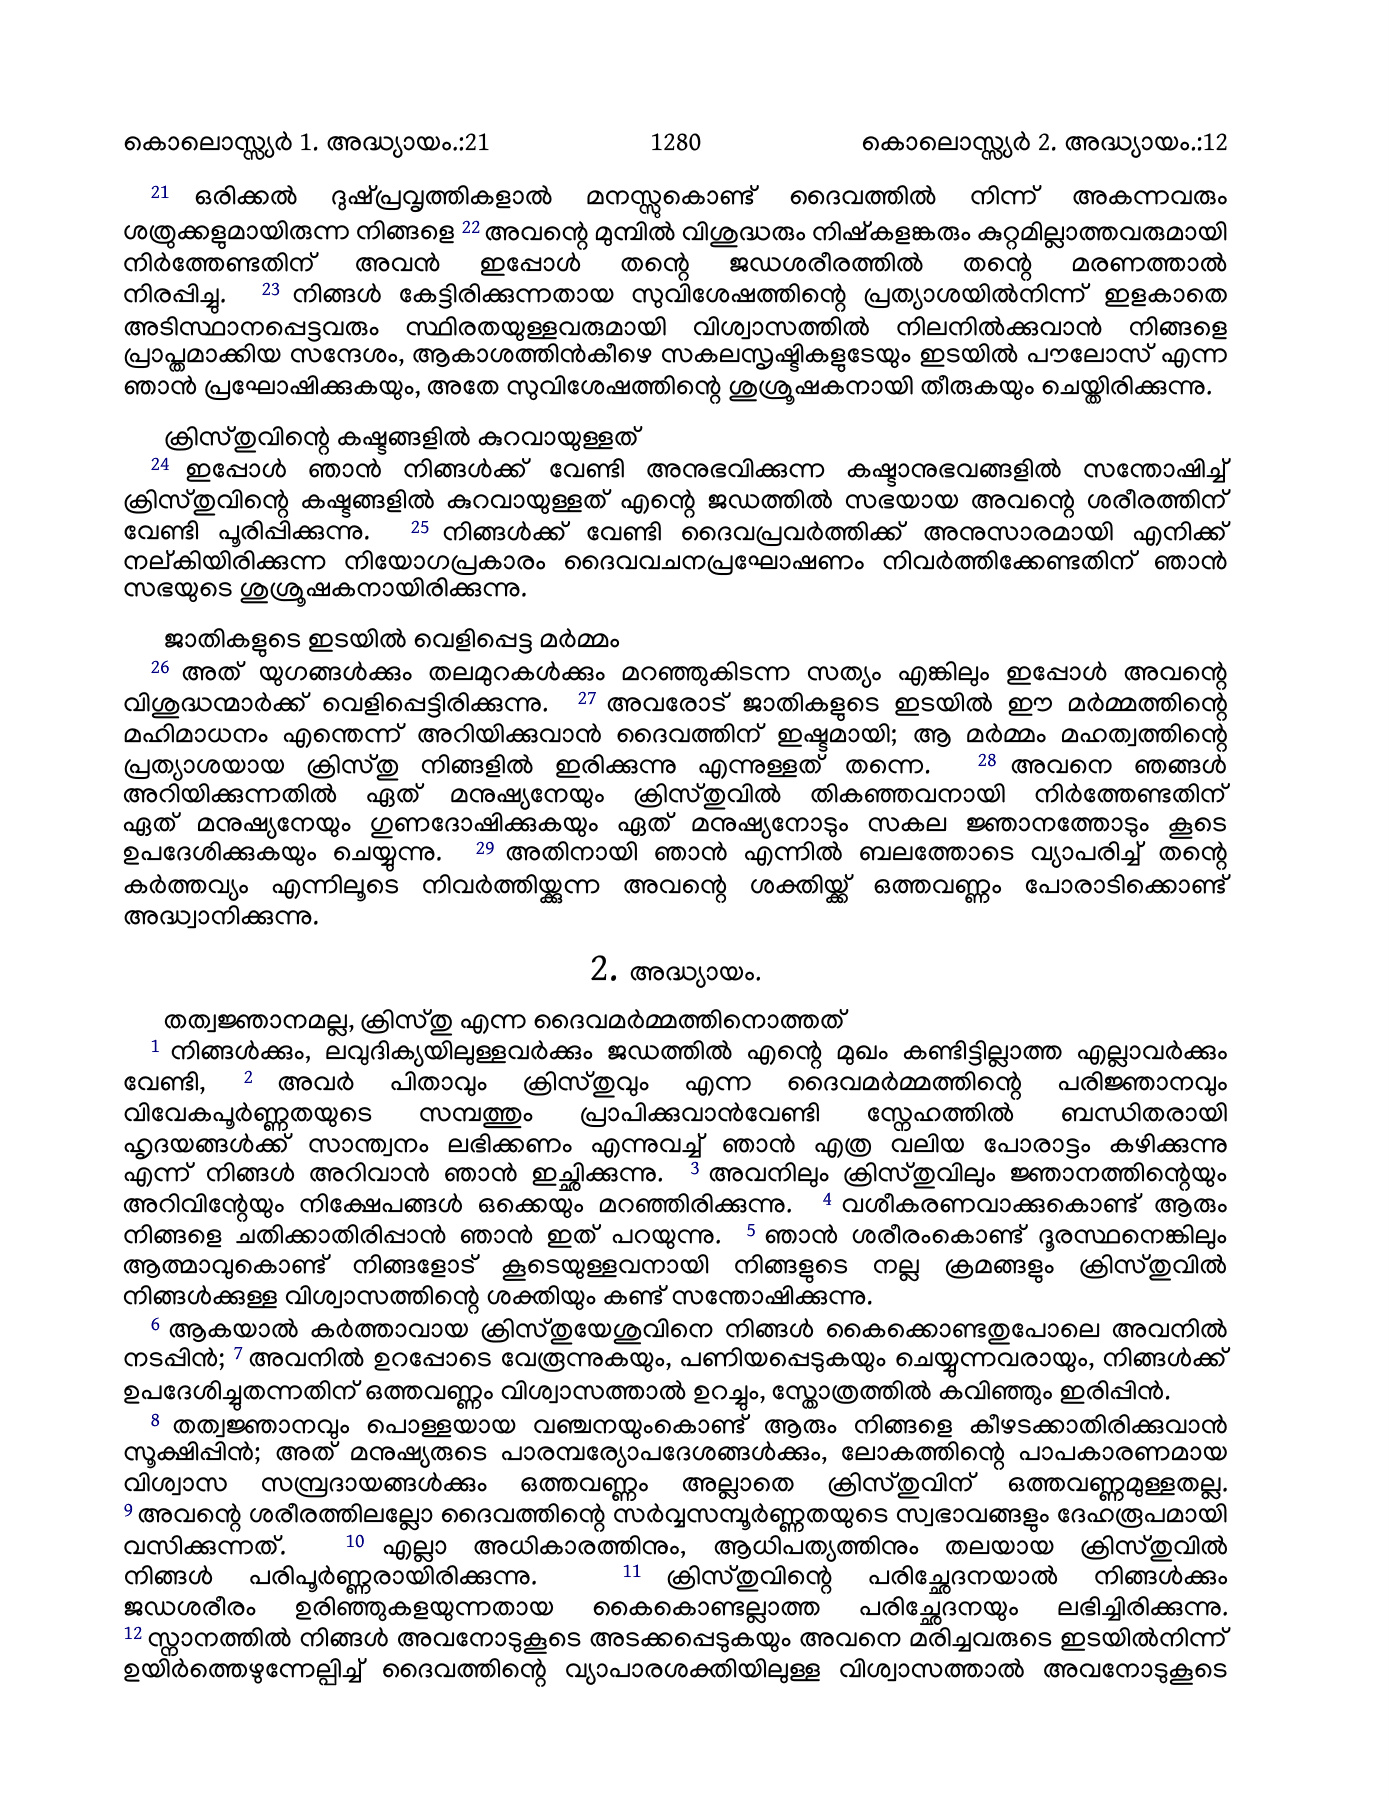 കൊലൊസ്സ്യർ 1. അദ്ധ്യായം.:21 1280 കൊലൊസ്സ്യർ 2. അദ്ധ്യായം.:12
21 ഒരിക്കൽ ദുഷ്‌പ്രവൃത്തികളാൽ മനസ്സുകൊണ്ട് ദൈവത്തിൽ നിന്ന് അകന്നവരും
ശത്രുക്കളുമായിരുന്ന നിങ്ങളെ 22 അവന്റെ മുമ്പിൽ വിശുദ്ധരും നിഷ്കളങ്കരും കുറ്റമില്ലാത്തവരുമായി
നിർത്തേണ്ടതിന് അവൻ ഇപ്പോൾ തന്റെ ജഡശരീരത്തിൽ തന്റെ മരണത്താൽ
നിരപ്പിച്ചു. 23 നിങ്ങൾ കേട്ടിരിക്കുന്നതായ സുവിശേഷത്തിന്റെ പ്രത്യാശയിൽനിന്ന് ഇളകാതെ
അടിസ്ഥാനപ്പെട്ടവരും സ്ഥിരതയുള്ളവരുമായി വിശ്വാസത്തിൽ നിലനിൽക്കുവാൻ നിങ്ങളെ
പ്രാപ്തമാക്കിയ സന്ദേശം, ആകാശത്തിൻകീഴെ സകലസൃഷ്ടികളുടേയും ഇടയിൽ പൗലോസ് എന്ന
ഞാൻ പ്രഘോഷിക്കുകയും, അതേ സുവിശേഷത്തിന്റെ ശുശ്രൂഷകനായി തീരുകയും ചെയ്തിരിക്കുന്നു.
ക്രിസ്തുവിന്റെ കഷ്ടങ്ങളിൽ കുറവായുള്ളത്
24 ഇപ്പോൾ ഞാൻ നിങ്ങൾക്ക് വേണ്ടി അനുഭവിക്കുന്ന കഷ്ടാനുഭവങ്ങളിൽ സന്തോഷിച്ച്
ക്രിസ്തുവിന്റെ കഷ്ടങ്ങളിൽ കുറവായുള്ളത് എന്റെ ജഡത്തിൽ സഭയായ അവന്റെ ശരീരത്തിന്
വേണ്ടി പൂരിപ്പിക്കുന്നു. 25 നിങ്ങൾക്ക് വേണ്ടി ദൈവപ്രവർത്തിക്ക് അനുസാരമായി എനിക്ക്
നല്കിയിരിക്കുന്ന നിയോഗപ്രകാരം ദൈവവചനപ്രഘോഷണം നിവർത്തിക്കേണ്ടതിന് ഞാൻ
സഭയുടെ ശുശ്രൂഷകനായിരിക്കുന്നു.
ജാതികളുടെ ഇടയിൽ വെളിപ്പെട്ട മർമ്മം
26 അത് യുഗങ്ങൾക്കും തലമുറകൾക്കും മറഞ്ഞുകിടന്ന സത്യം എങ്കിലും ഇപ്പോൾ അവന്റെ
വിശുദ്ധന്മാർക്ക് വെളിപ്പെട്ടിരിക്കുന്നു. 27 അവരോട് ജാതികളുടെ ഇടയിൽ ഈ മർമ്മത്തിന്റെ
മഹിമാധനം എന്തെന്ന് അറിയിക്കുവാൻ ദൈവത്തിന് ഇഷ്ടമായി; ആ മർമ്മം മഹത്വത്തിന്റെ
പ്രത്യാശയായ ക്രിസ്തു നിങ്ങളിൽ ഇരിക്കുന്നു എന്നുള്ളത് തന്നെ. 28 അവനെ ഞങ്ങൾ
അറിയിക്കുന്നതിൽ ഏത് മനുഷ്യനേയും ക്രിസ്തുവിൽ തികഞ്ഞവനായി നിർത്തേണ്ടതിന്
ഏത് മനുഷ്യനേയും ഗുണദോഷിക്കുകയും ഏത് മനുഷ്യനോടും സകല ജ്ഞാനത്തോടും കൂടെ
ഉപദേശിക്കുകയും ചെയ്യുന്നു. 29 അതിനായി ഞാൻ എന്നിൽ ബലത്തോടെ വ്യാപരിച്ച് തന്റെ
കർത്തവ്യം എന്നിലൂടെ നിവർത്തിയ്ക്കുന്ന അവന്റെ ശക്തിയ്ക്ക് ഒത്തവണ്ണം പോരാടിക്കൊണ്ട്
അദ്ധ്വാനിക്കുന്നു.
2. അദ്ധ്യായം.
തത്വജ്ഞാനമല്ല, ക്രിസ്തു എന്ന ദൈവമർമ്മത്തിനൊത്തത്
1 നിങ്ങൾക്കും, ലവുദിക്യയിലുള്ളവർക്കും ജഡത്തിൽ എന്റെ മുഖം കണ്ടിട്ടില്ലാത്ത എല്ലാവർക്കും
വേണ്ടി, 2 അവർ പിതാവും ക്രിസ്തുവും എന്ന ദൈവമർമ്മത്തിന്റെ പരിജ്ഞാനവും
വിവേകപൂർണ്ണതയുടെ സമ്പത്തും പ്രാപിക്കുവാൻവേണ്ടി സ്നേഹത്തിൽ ബന്ധിതരായി
ഹൃദയങ്ങൾക്ക് സാന്ത്വനം ലഭിക്കണം എന്നുവച്ച് ഞാൻ എത്ര വലിയ പോരാട്ടം കഴിക്കുന്നു
എന്ന് നിങ്ങൾ അറിവാൻ ഞാൻ ഇച്ഛിക്കുന്നു. 3 അവനിലും ക്രിസ്തുവിലും ജ്ഞാനത്തിന്റെയും
അറിവിന്റേയും നിക്ഷേപങ്ങൾ ഒക്കെയും മറഞ്ഞിരിക്കുന്നു. 4 വശീകരണവാക്കുകൊണ്ട് ആരും
നിങ്ങളെ ചതിക്കാതിരിപ്പാൻ ഞാൻ ഇത് പറയുന്നു. 5 ഞാൻ ശരീരംകൊണ്ട് ദൂരസ്ഥനെങ്കിലും
ആത്മാവുകൊണ്ട് നിങ്ങളോട് കൂടെയുള്ളവനായി നിങ്ങളുടെ നല്ല ക്രമങ്ങളും ക്രിസ്തുവിൽ
നിങ്ങൾക്കുള്ള വിശ്വാസത്തിന്റെ ശക്തിയും കണ്ട് സന്തോഷിക്കുന്നു.
6 ആകയാൽ കർത്താവായ ക്രിസ്തുയേശുവിനെ നിങ്ങൾ കൈക്കൊണ്ടതുപോലെ അവനിൽ
നടപ്പിൻ; 7 അവനിൽ ഉറപ്പോടെ വേരൂന്നുകയും, പണിയപ്പെടുകയും ചെയ്യുന്നവരായും, നിങ്ങൾക്ക്
ഉപദേശിച്ചുതന്നതിന് ഒത്തവണ്ണം വിശ്വാസത്താൽ ഉറച്ചും, സ്തോത്രത്തിൽ കവിഞ്ഞും ഇരിപ്പിൻ.
8 തത്വജ്ഞാനവും പൊള്ളയായ വഞ്ചനയുംകൊണ്ട് ആരും നിങ്ങളെ കീഴടക്കാതിരിക്കുവാൻ
സൂക്ഷിപ്പിൻ; അത് മനുഷ്യരുടെ പാരമ്പര്യോപദേശങ്ങൾക്കും, ലോകത്തിന്റെ പാപകാരണമായ
വിശ്വാസ സമ്പ്രദായങ്ങൾക്കും ഒത്തവണ്ണം അല്ലാതെ ക്രിസ്തുവിന് ഒത്തവണ്ണമുള്ളതല്ല.
9 അവന്റെ ശരീരത്തിലല്ലോ ദൈവത്തിന്റെ സർവ്വസമ്പൂർണ്ണതയുടെ സ്വഭാവങ്ങളും ദേഹരൂപമായി
വസിക്കുന്നത്. 10 എല്ലാ അധികാരത്തിനും, ആധിപത്യത്തിനും തലയായ ക്രിസ്തുവിൽ
നിങ്ങൾ പരിപൂർണ്ണരായിരിക്കുന്നു. 11 ക്രിസ്തുവിന്റെ പരിച്ഛേദനയാൽ നിങ്ങൾക്കും
ജഡശരീരം ഉരിഞ്ഞുകളയുന്നതായ കൈകൊണ്ടല്ലാത്ത പരിച്ഛേദനയും ലഭിച്ചിരിക്കുന്നു.
12 സ്നാനത്തിൽ നിങ്ങൾ അവനോടുകൂടെ അടക്കപ്പെടുകയും അവനെ മരിച്ചവരുടെ ഇടയിൽനിന്ന്
ഉയിർത്തെഴുന്നേല്പിച്ച് ദൈവത്തിന്റെ വ്യാപാരശക്തിയിലുള്ള വിശ്വാസത്താൽ അവനോടുകൂടെ